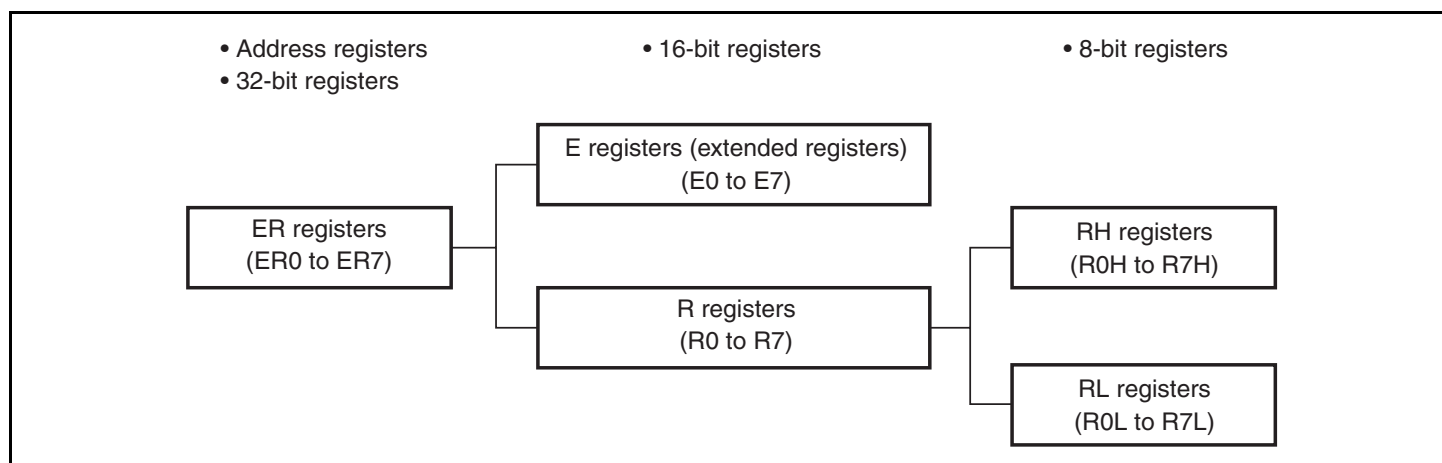 • Address registers
• 32-bit registers
• 16-bit registers
• 8-bit registers
E registers (extended registers)
(E0 to E7)
ER registers
(ER0 to ER7)
RH registers
(R0H to R7H)
R registers
(R0 to R7)
RL registers
(R0L to R7L)